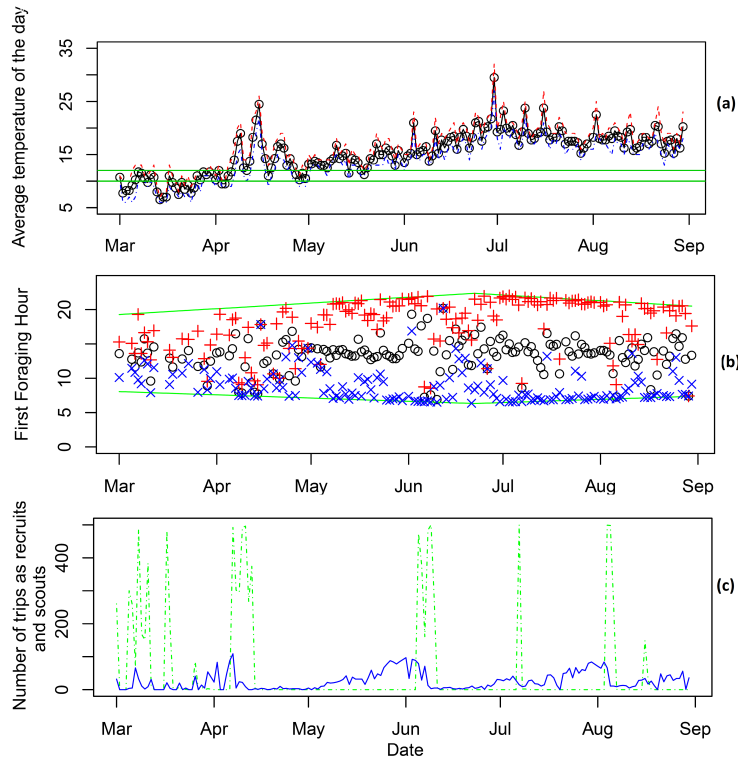 Average temperature of the day
35
25
15
5
Mar Apr May Jun Jul Aug Sep
(a)
First Foraging Hour
20
10
5
0
Mar Apr May Jun Jul Aug Sep
(b)
Number of trips as recruits
and scouts
400
200
0
Mar Apr May Jun Jul Aug Sep
Date
(c)